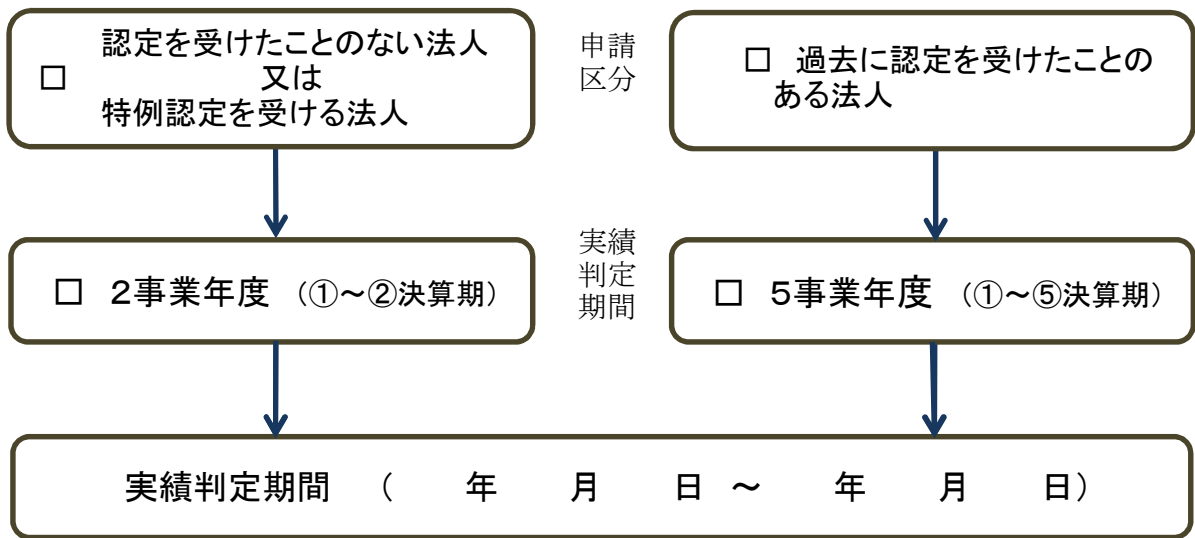 認定を受けたことのない法人
□ 又は
特例認定を受ける法人
申請
区分
□ 過去に認定を受けたことの
ある法人
□ 2事業年度 （①～②決算期）
実績
判定
期間
□ 5事業年度 （①～⑤決算期）
実績判定期間 （ 年 月 日 ～ 年 月 日）